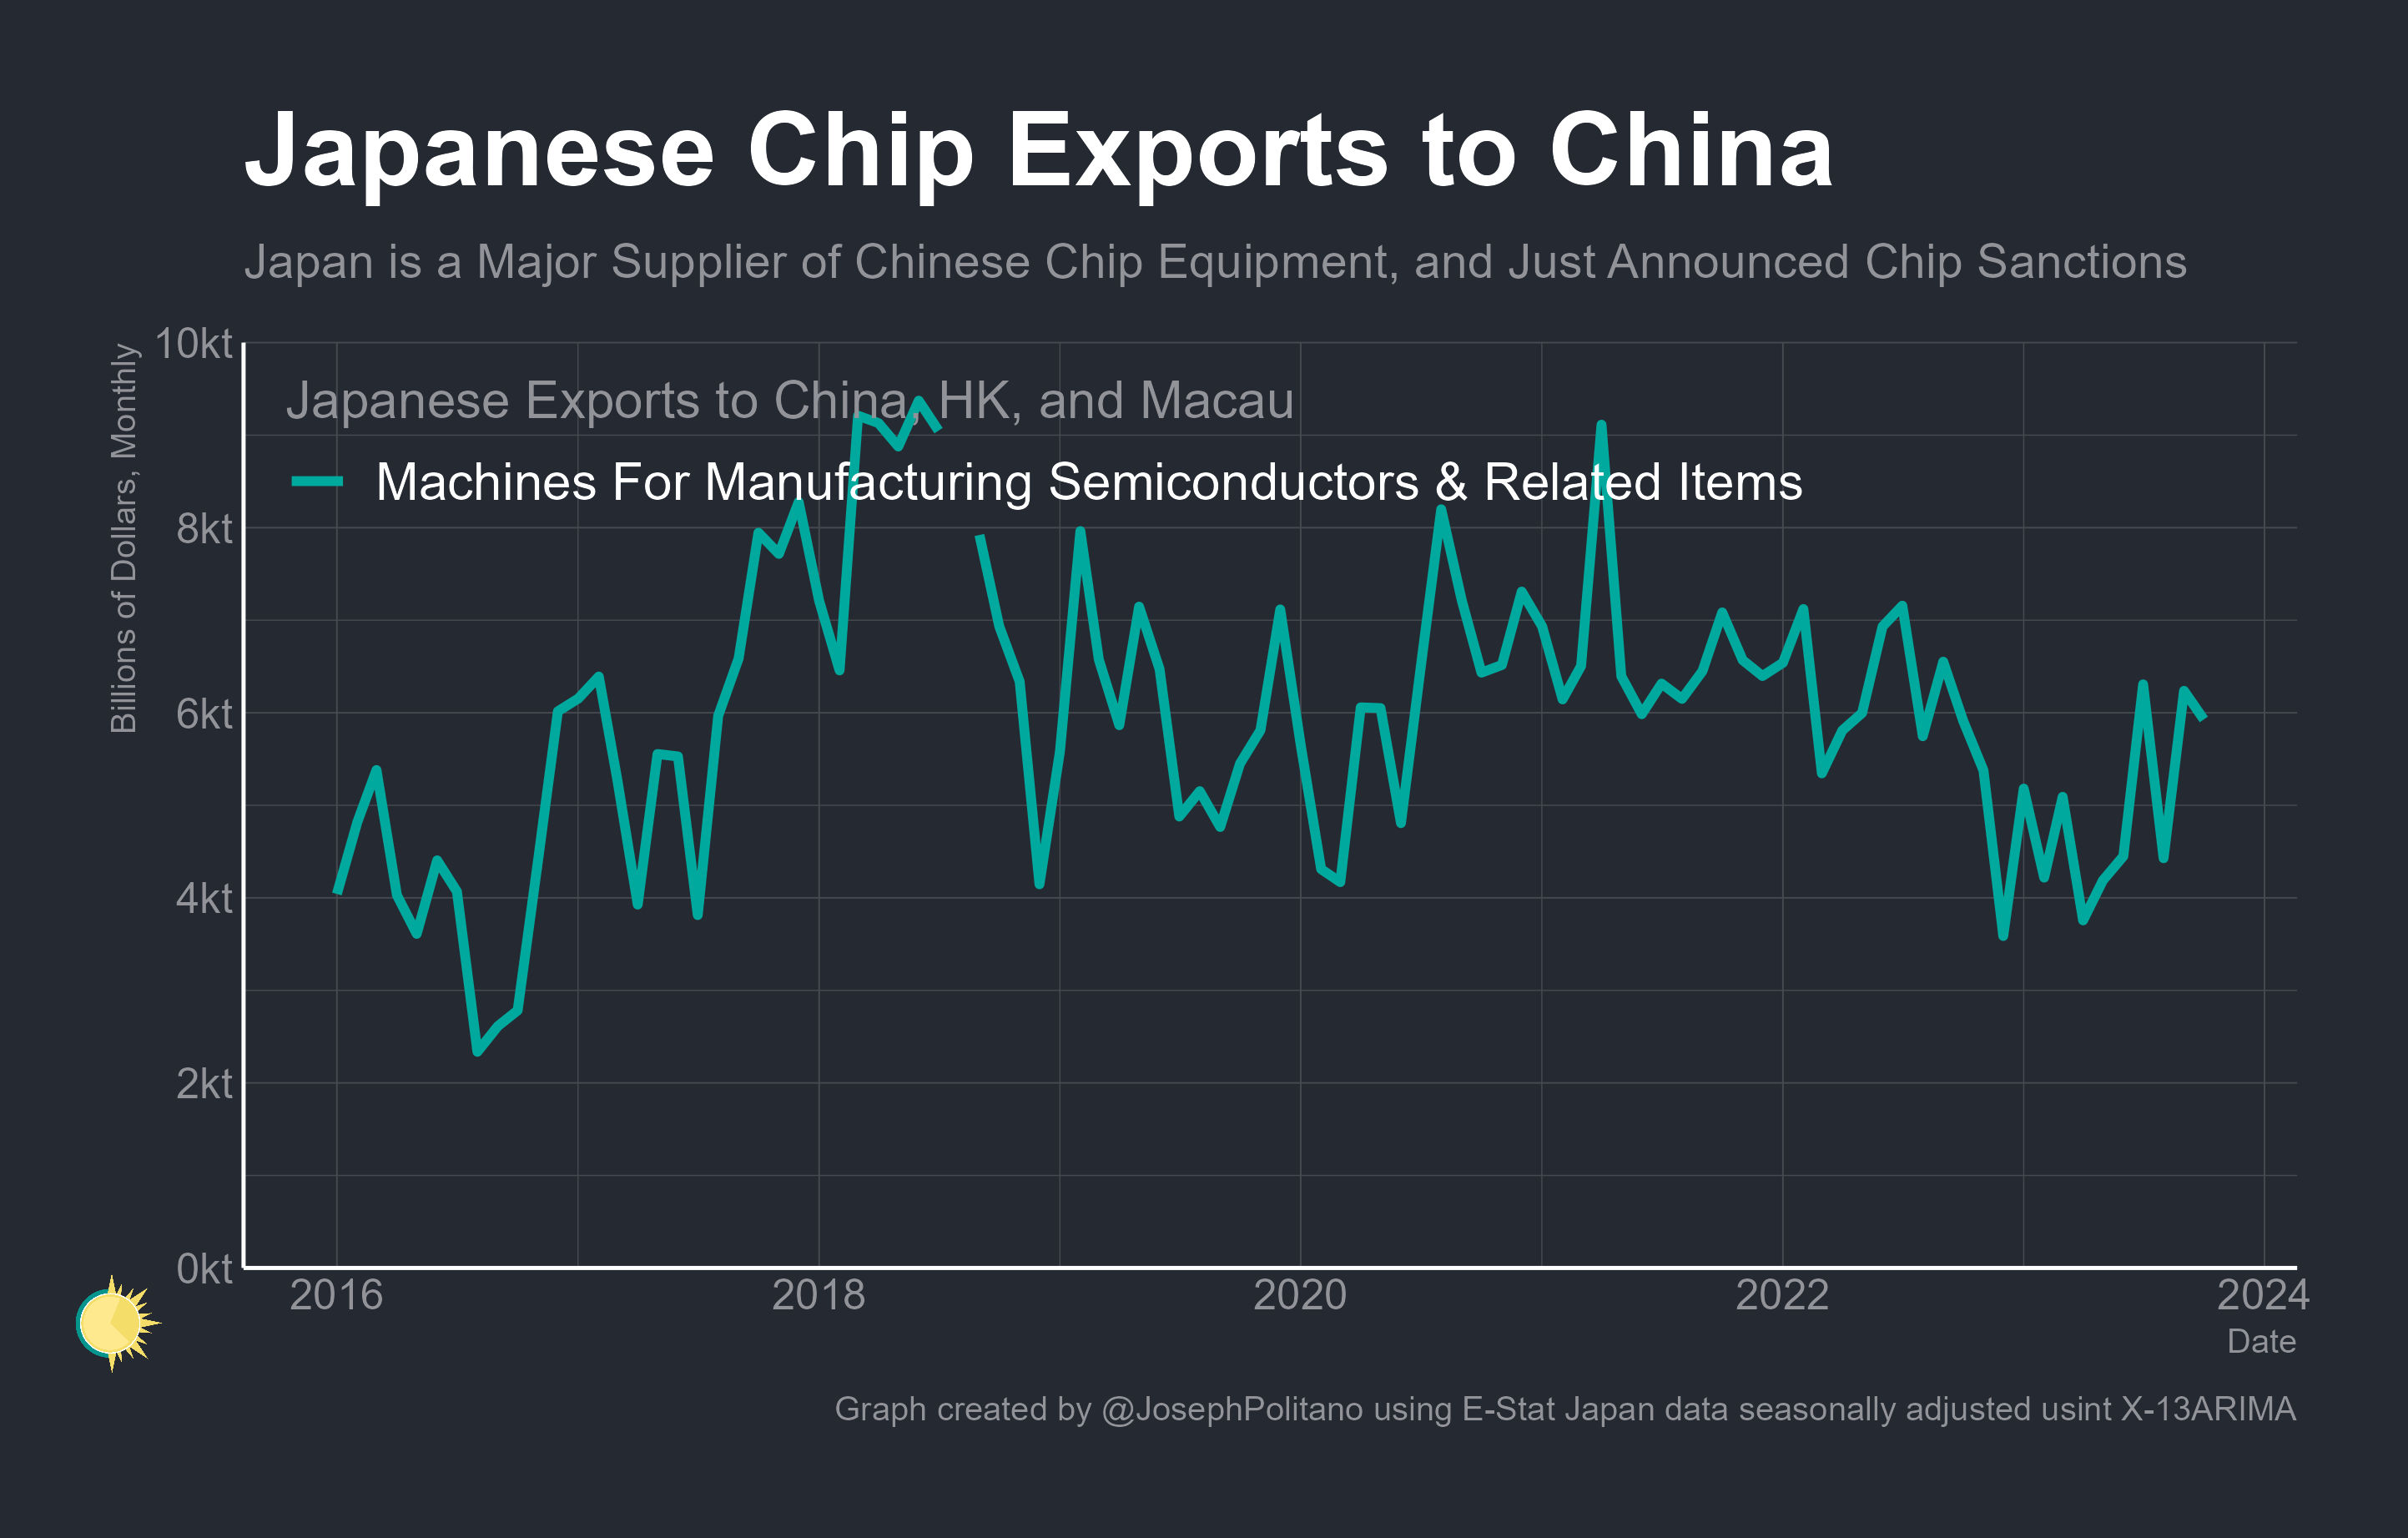 Japanese Chip Exports to China
Japan is a Major Supplier of Chinese Chip Equipment, and Just Announced Chip Sanctions
Billions of Dollars, Monthly
10kt
8kt
6kt
4kt
2kt
0kt
Japanese Exports to China, HK, and Macau
Machines For Manufacturing Semiconductors & Related Items
2016 2018 2020 2022 2024
Date
Graph created by @JosephPolitano using E-Stat Japan data seasonally adjusted usint X-13ARIMA